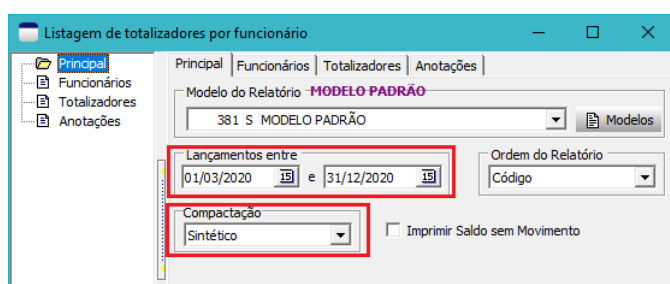 Listagem de totalizadores por funcionário
Principal
Funcionários
Totalizadores
Anotações
Principal Funcionários Totalizadores Anotações
Modelo do Relatório MODELO PADRÃO
381 S MODELO PADRÃO Modelos
Lançamentos entre
01/03/2020 15 e 31/12/2020 15
Ordem do Relatório
Código
Compactação
Sintético
Imprimir Saldo sem Movimento